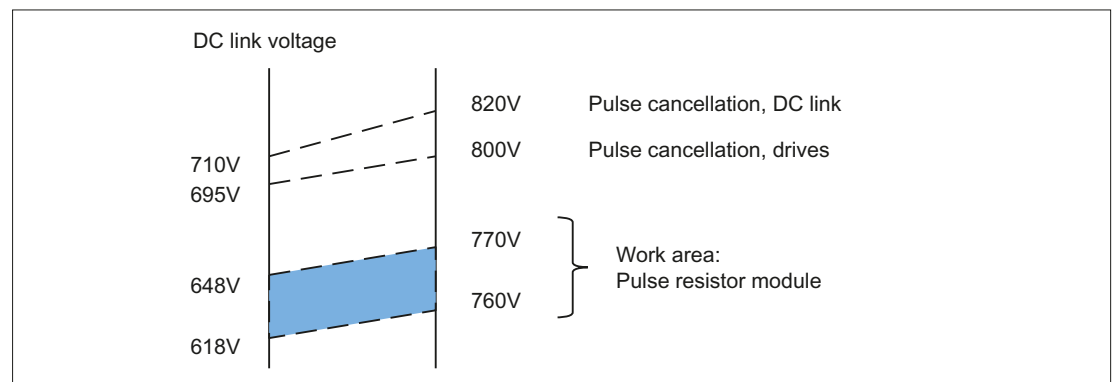 DC link voltage
820V Pulse cancellation, DC link
710V
800V Pulse cancellation, drives
695V
770V
Work area:
648V
Pulse resistor module
760V
618V